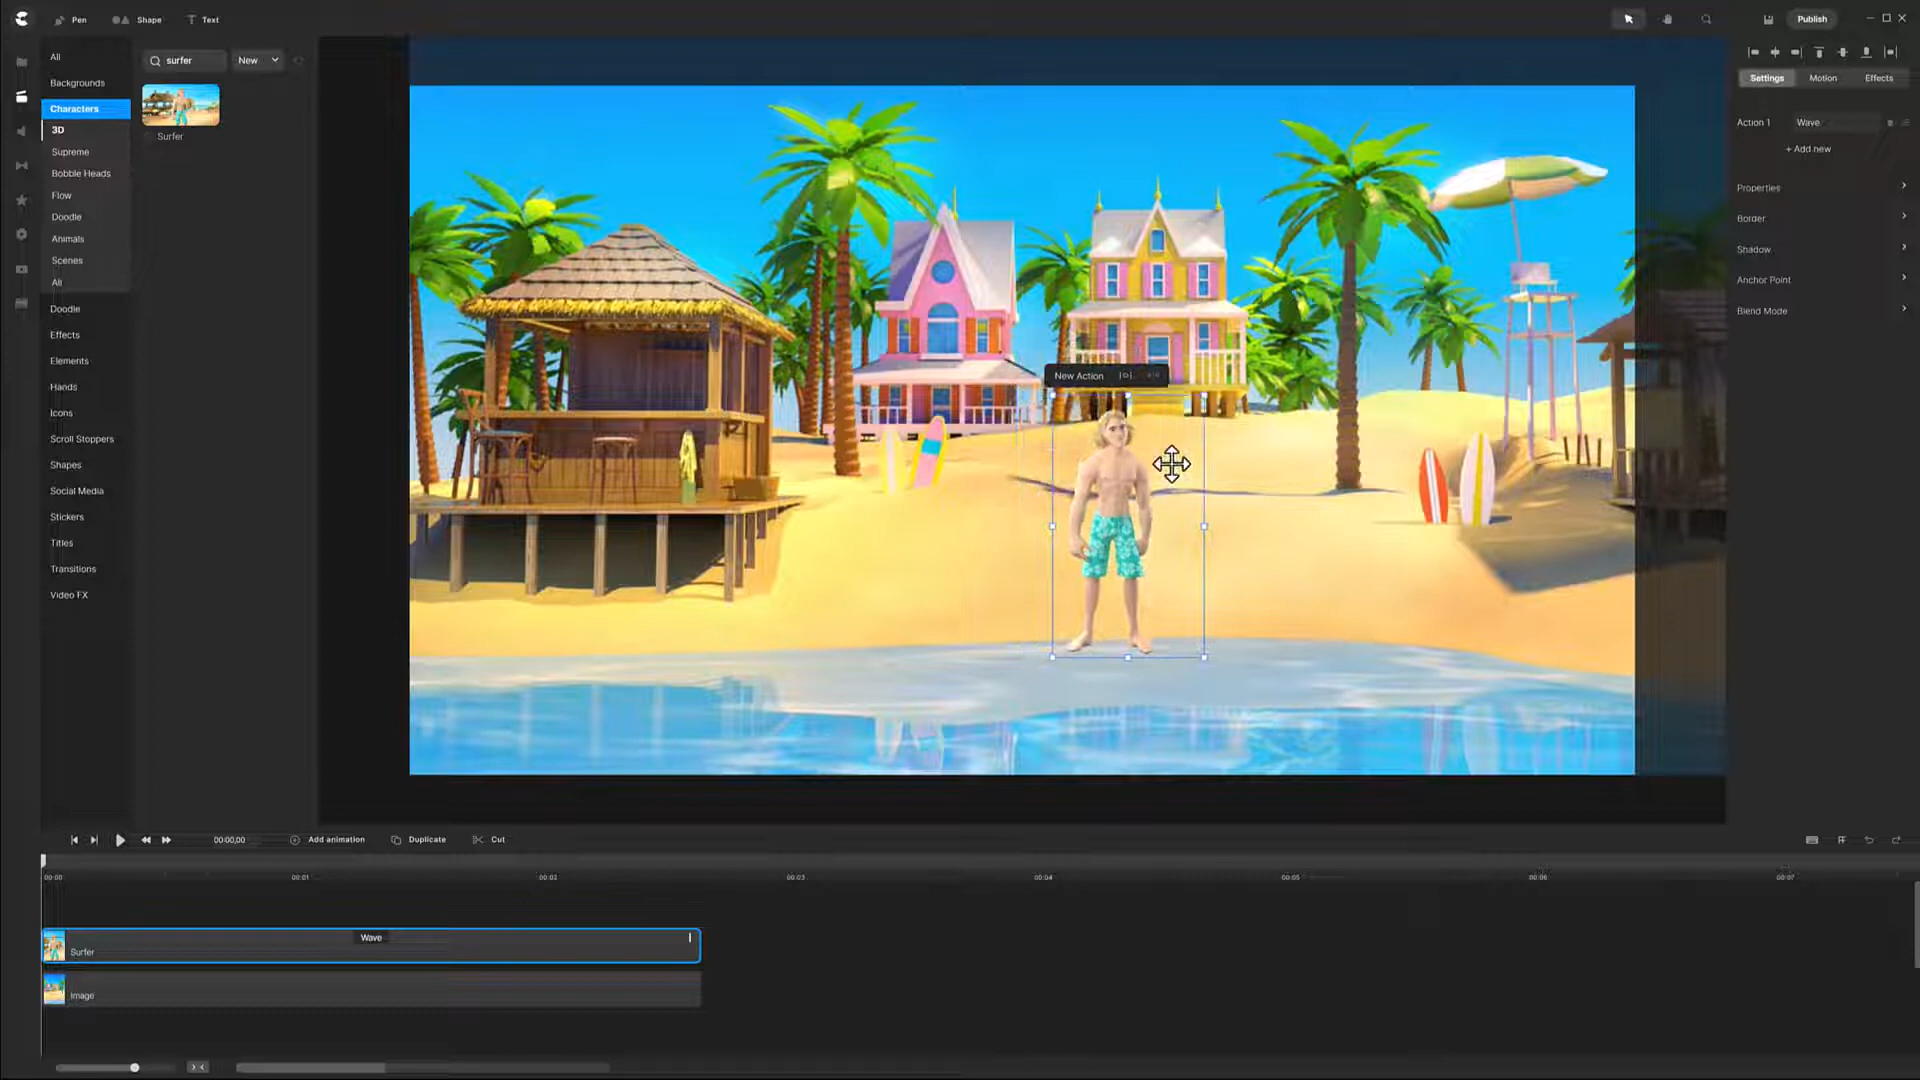 Pen Shape Text
Publish
All
Backgrounds
Characters
3D
Supreme
Bobble Heads
Flow
Doodle
Animals
Scenes
All
Doodle
Effects
Elements
Hands
Icons
Scroll Stoppers
Shapes
Social Media
Stickers
Titles
Transitions
Video FX
surfer New
Surfer
New Action
Settings Motion Effects
Action 1 Wave
+ Add new
Properties
Border
Shadow
Anchor Point
Blend Mode
00:00,00 Add animation Duplicate Cut
00:00 00:01 00:02 00:03 00:04 00:05 00:06 00:07
Wave
Surfer
Image